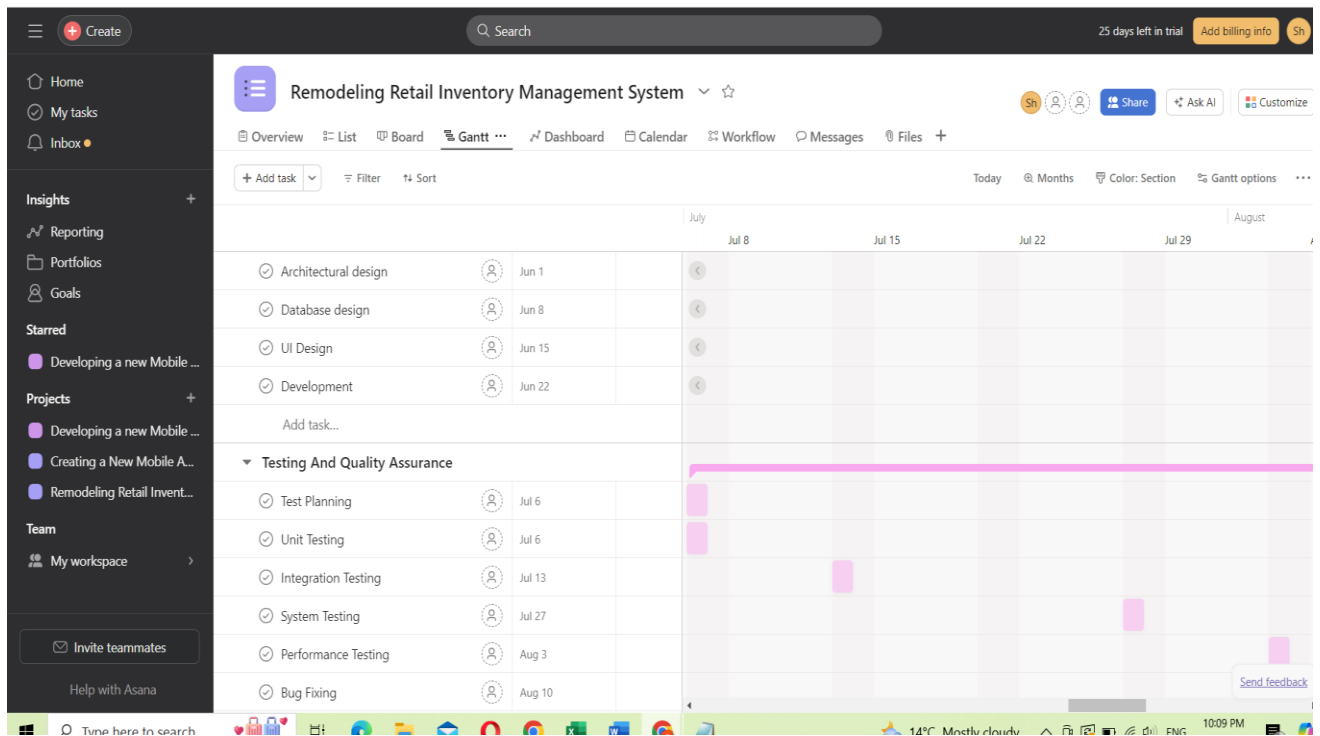 Create
Search
25 days left in trial
Add billing info
Sh
Home
My tasks
Inbox
Insights
Reporting
Portfolios
Goals
Starred
Developing a new Mobile ...
Projects
Developing a new Mobile ...
Creating a New Mobile A...
Remodeling Retail Invent...
Team
My workspace
Invite teammates
Help with Asana
Remodeling Retail Inventory Management System
Sh
Share
Ask AI
Customize
Overview List Board Gantt ... Dashboard Calendar Workflow Messages Files
Add task Filter Sort Today Months Color: Section Gantt options
July August
Jul 8 Jul 15 Jul 22 Jul 29
Architectural design Jun 1
Database design Jun 8
UI Design Jun 15
Development Jun 22
Add task...
Testing And Quality Assurance
Test Planning Jul 6
Unit Testing Jul 6
Integration Testing Jul 13
System Testing Jul 27
Performance Testing Aug 3
Bug Fixing Aug 10
Send feedback
Type here to search 14°C Mostly cloudy ENG 10:09 PM